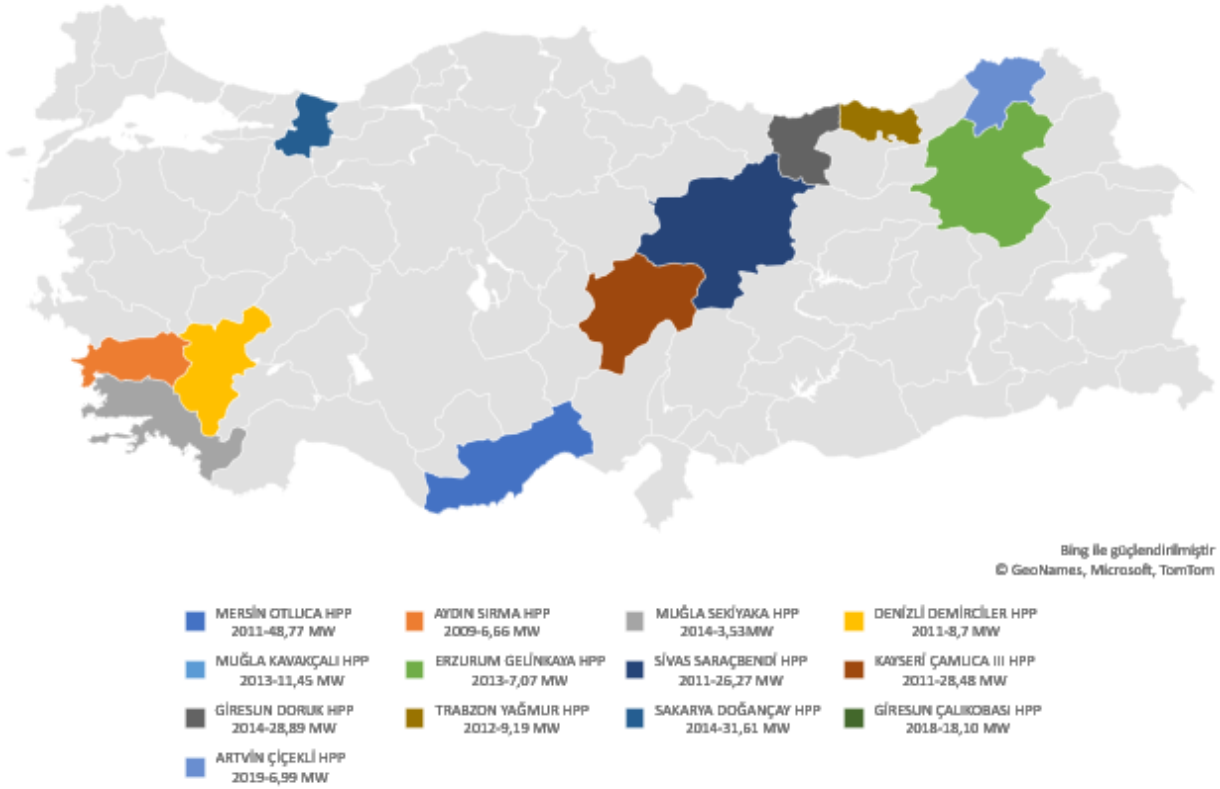 Bing ile güçlendirilmiştir
© GeoNames, Microsoft, TomTom
MERSİN OTLUCA HPP
2011-48,77 MW
AYDIN SIRMA HPP
2009-6,66 MW
MUĞLA SEKİYAKA HPP
2014-3,53MW
DENİZLİ DEMİRCİLER HPP
2011-8,7 MW
MUĞLA KAVAKÇALI HPP
2013-11,45 MW
ERZURUM GELİNKAYA HPP
2013-7,07 MW
SİVAS SARAÇBENDİ HPP
2011-26,27 MW
KAYSERİ ÇAMLICA III HPP
2011-28,48 MW
GİRESUN DORUK HPP
2014-28,89 MW
TRABZON YAĞMUR HPP
2012-9,19 MW
SAKARYA DOĞANÇAY HPP
2014-31,61 MW
GİRESUN ÇALIKOBASI HPP
2018-18,10 MW
ARTVİN ÇİÇEKLİ HPP
2019-6,99 MW